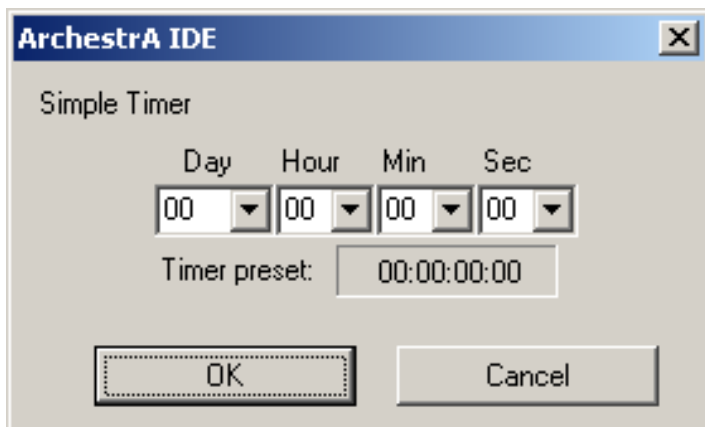 ArchestrA IDE
Simple Timer
Day Hour Min Sec
00 00 00 00
Timer preset: 00:00:00:00
OK Cancel